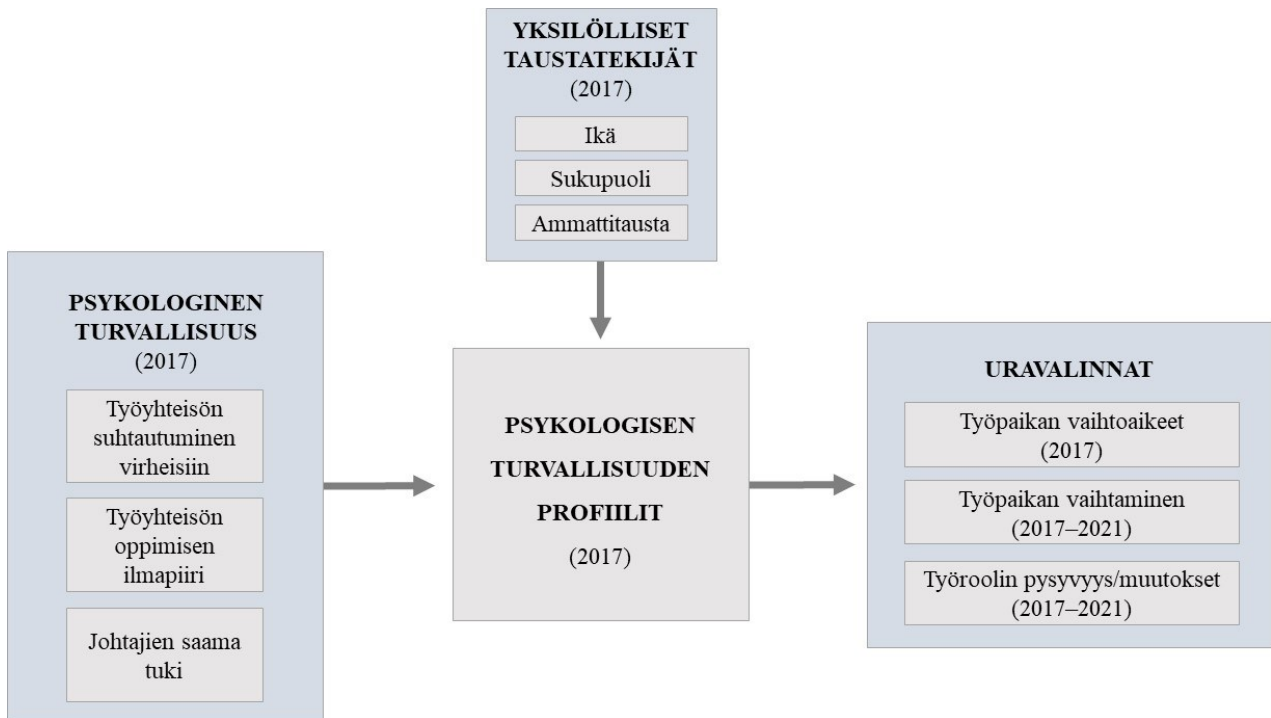 YKSILÖLLISET
TAUSTATEKIJÄT
(2017)
Ikä
Sukupuoli
Ammattitausta
PSYKOLOGINEN
TURVALLISUUS
(2017)
Työyhteisön
suhtautuminen
virheisiin
Työyhteisön
oppimisen
ilmapiiri
Johtajien saama
tuki
PSYKOLOGISEN
TURVALLISUUDEN
PROFIILIT
(2017)
URAVALINNAT
Työpaikan vaihtoaikeet
(2017)
Työpaikan vaihtaminen
(2017–2021)
Työroolin pysyvyys/muutokset
(2017–2021)